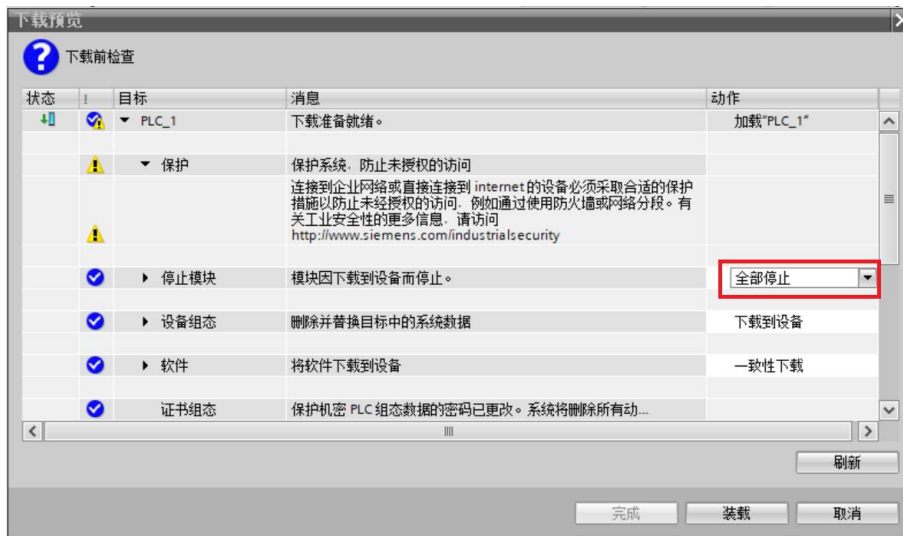 下载预览
下载前检查
状态 ! 目标 消息 动作
PLC_1 下载准备就绪。 加载"PLC_1"
保护 保护系统，防止未授权的访问
连接到企业网络或直接连接到 internet 的设备必须采取合适的保护
措施以防止未经授权的访问，例如通过使用防火墙或网络分段。有
关工业安全性的更多信息，请访问
http://www.siemens.com/industrialsecurity
停止模块 模块因下载到设备而停止。 全部停止
设备组态 删除并替换目标中的系统数据 下载到设备
软件 将软件下载到设备 一致性下载
证书组态 保护机密 PLC 组态数据的密码已更改。系统将删除所有动...
刷新
完成 装载 取消